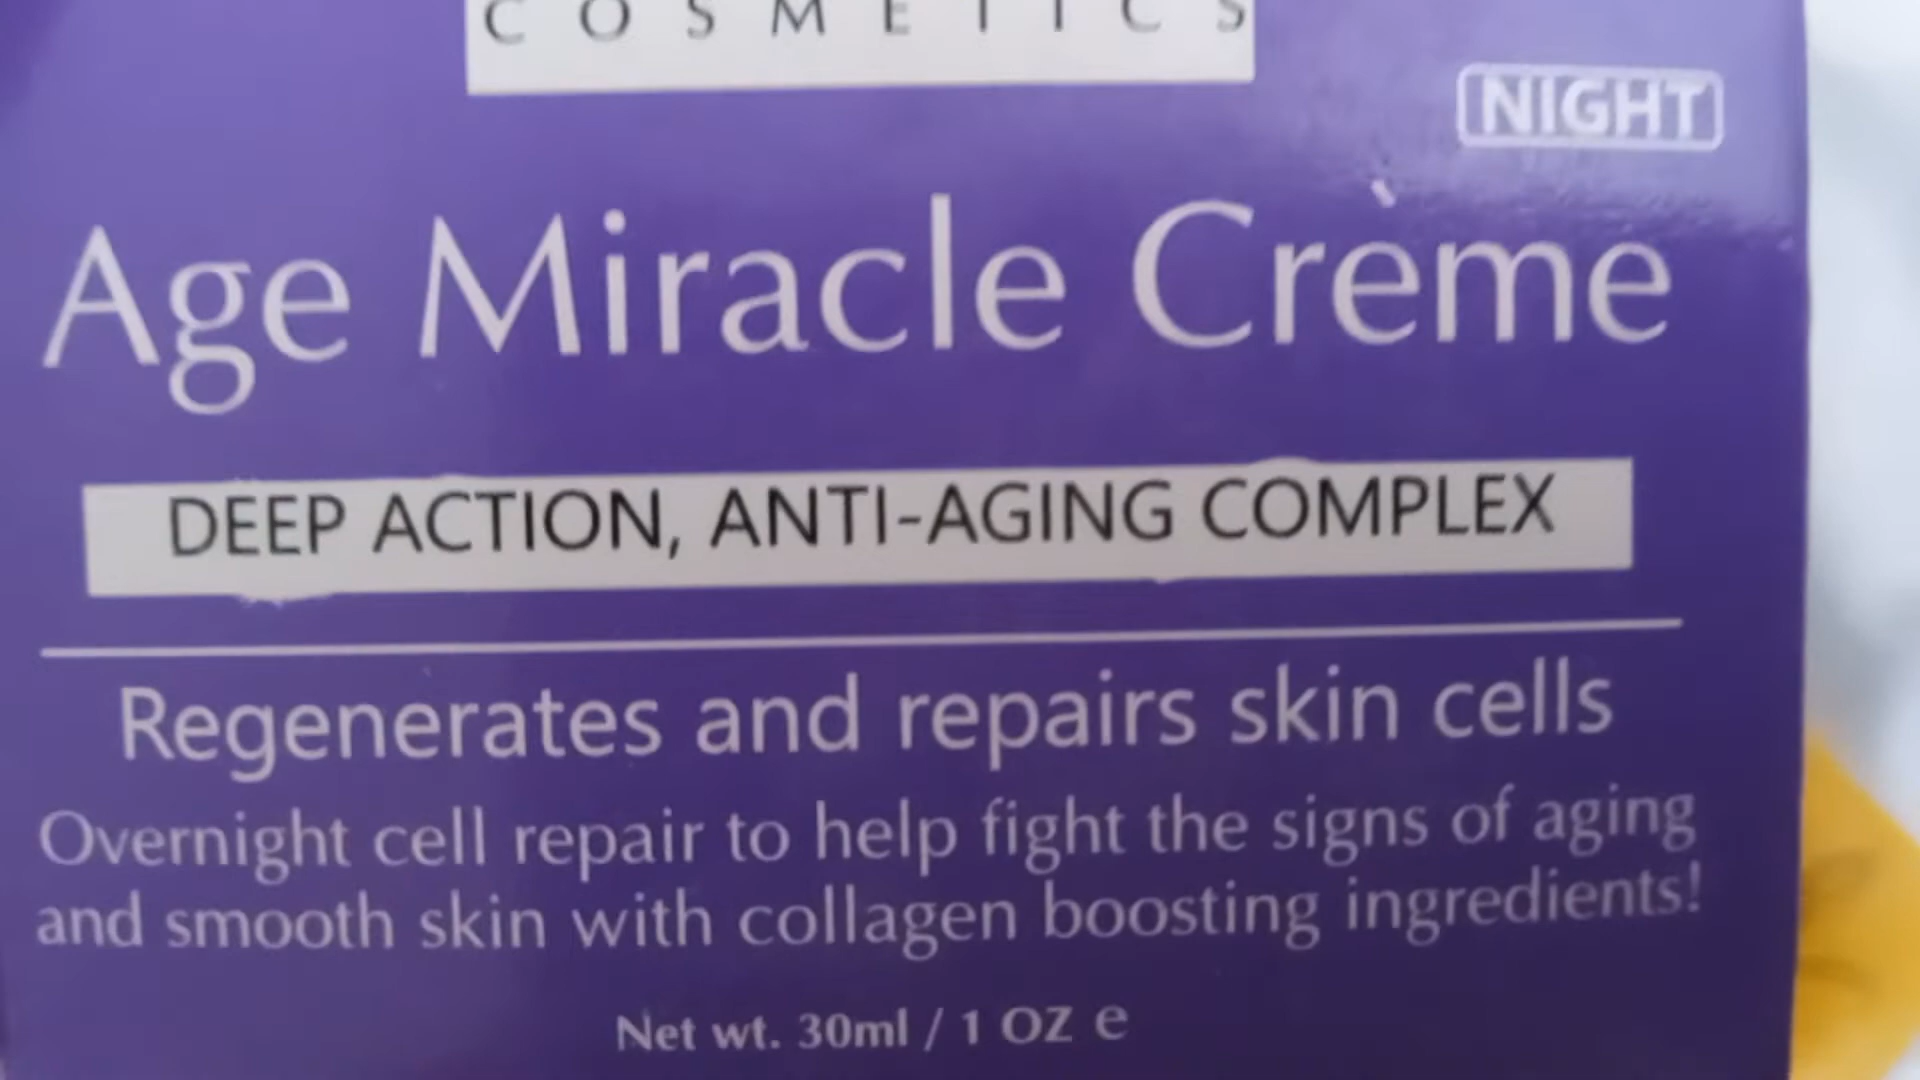 COSMETICS
NIGHT
Age Miracle Crème
DEEP ACTION, ANTI-AGING COMPLEX
Regenerates and repairs skin cells
Overnight cell repair to help fight the signs of aging
and smooth skin with collagen boosting ingredients!
Net wt. 30ml / 1 OZ e